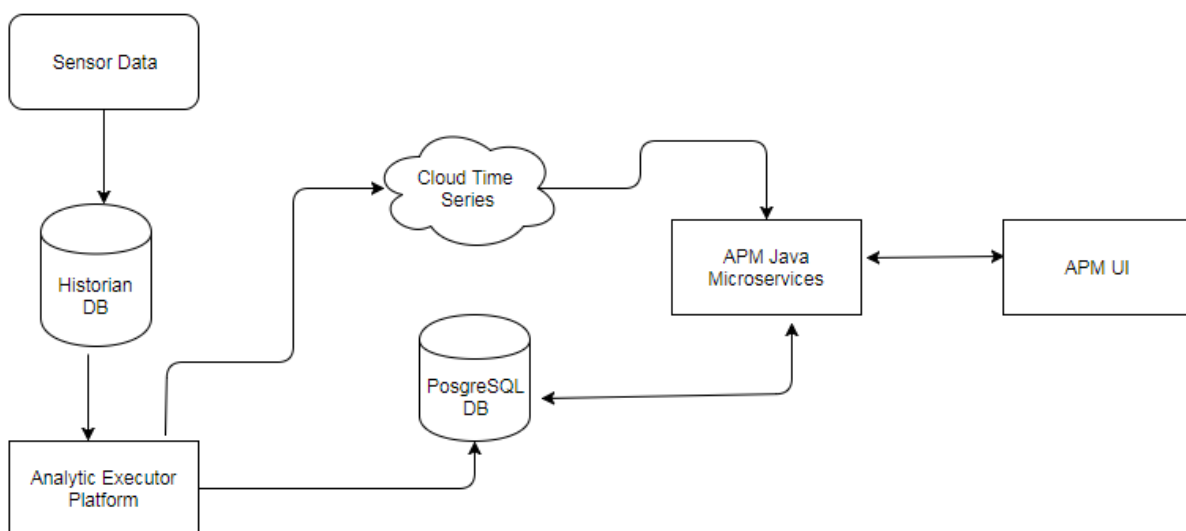 Sensor Data
Cloud Time
Series
APM Java
Microservices
APM UI
Historian
DB
PosgreSQL
DB
Analytic Executor
Platform